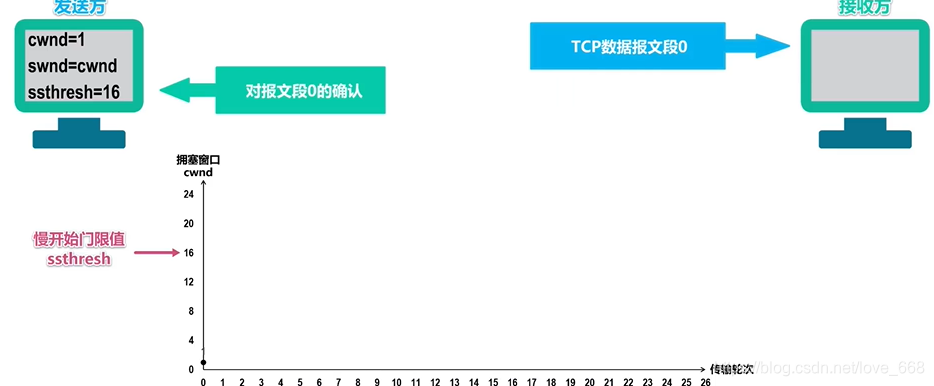 发送方
接收方
cwnd=1
swnd=cwnd
ssthresh=16
TCP数据报文段0
对报文段0的确认
拥塞窗口
cwnd
24
20
慢开始门限值
ssthresh
16
12
8
4
0
0 1 2 3 4 5 6 7 8 9 10 11 12 13 14 15 16 17 18 19 20 21 22 23 24 25 26
传输轮次
blog.csdn.net/love_668